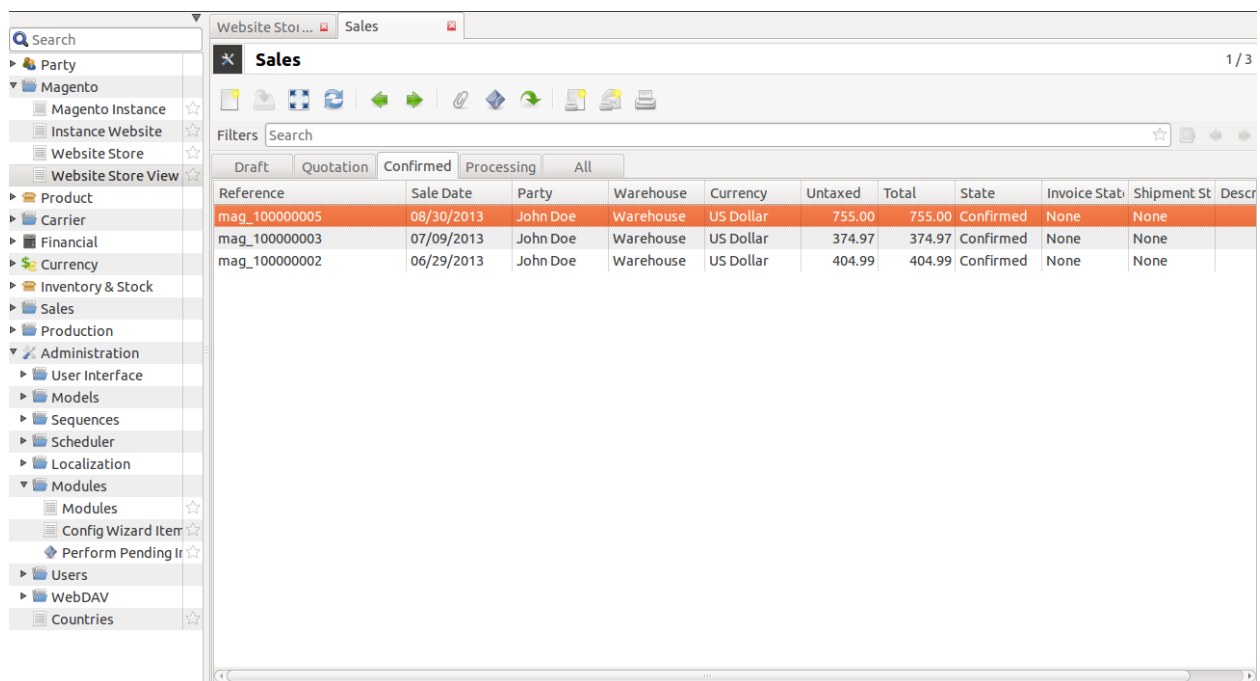 Website Stor... Sales
Search
Party
Magento
Magento Instance
Instance Website
Website Store
Website Store View
Product
Carrier
Financial
Currency
Inventory & Stock
Sales
Production
Administration
User Interface
Models
Sequences
Scheduler
Localization
Modules
Modules
Config Wizard Item
Perform Pending In
Users
WebDAV
Countries
Sales 1 / 3
Filters Search
Draft Quotation Confirmed Processing All
Reference Sale Date Party Warehouse Currency Untaxed Total State Invoice Stat Shipment St Descr
mag_100000005 08/30/2013 John Doe Warehouse US Dollar 755.00 755.00 Confirmed None None
mag_100000003 07/09/2013 John Doe Warehouse US Dollar 374.97 374.97 Confirmed None None
mag_100000002 06/29/2013 John Doe Warehouse US Dollar 404.99 404.99 Confirmed None None